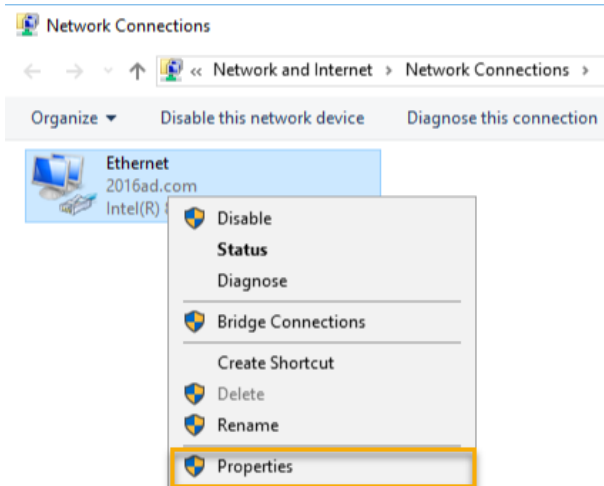 Network Connections
« Network and Internet > Network Connections >
Organize Disable this network device Diagnose this connection
Ethernet
2016ad.com
Intel(R)
Disable
Status
Diagnose
Bridge Connections
Create Shortcut
Delete
Rename
Properties